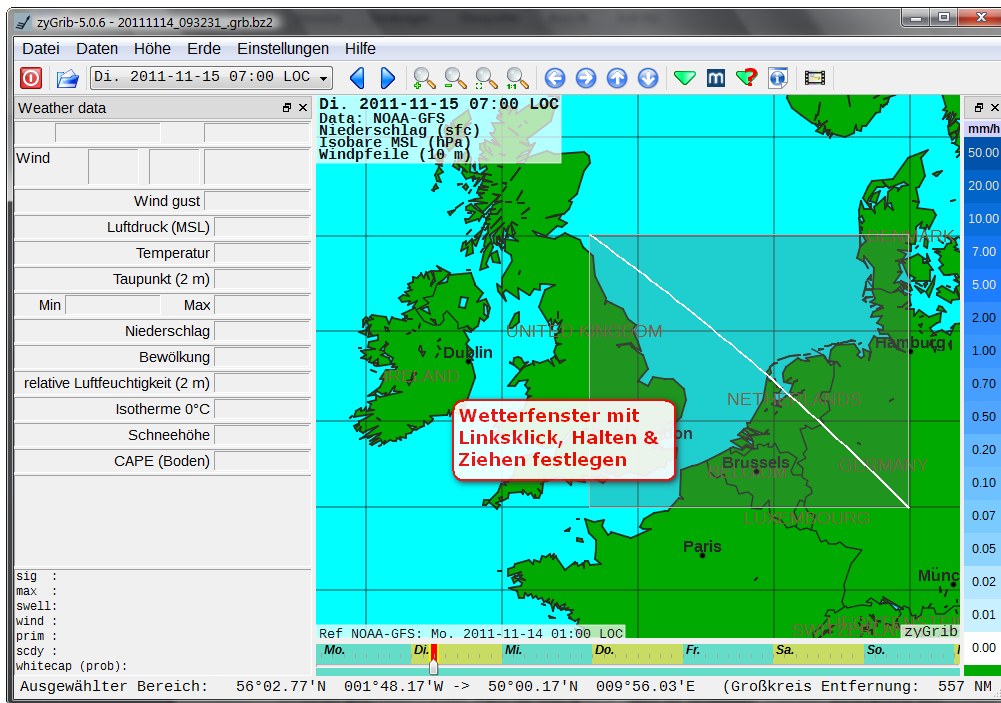 zyGrib-5.0.6 - 20111114_093231_.grb.bz2
Datei Daten Höhe Erde Einstellungen Hilfe
Di. 2011-11-15 07:00 LOC
1:1
m
Weather data
Wind
Wind gust
Luftdruck (MSL)
Temperatur
Taupunkt (2 m)
Min Max
Niederschlag
Bewölkung
relative Luftfeuchtigkeit (2 m)
Isotherme 0°C
Schneehöhe
CAPE (Boden)
sig :
max :
swell:
wind :
prim :
scdy :
whitecap (prob):
Di. 2011-11-15 07:00 LOC
Data: NOAA-GFS
Niederschlag (sfc)
Isobare MSL (hPa)
Windpfeile (10 m)
DENMARK
UNITED KINGDOM
Hamburg
Dublin
IRELAND
NETHERLANDS
Wetterfenster mit
Linksklick, Halten &
Ziehen festlegen
on
Brussels
BELGIUM
GERMANY
LUXEMBOURG
Paris
Münc
Ref NOAA-GFS: Mo. 2011-11-14 01:00 LOC
zyGrib
Mo. Di. Mi. Do. Fr. Sa. So.
mm/h
50.00
20.00
10.00
7.00
5.00
2.00
1.00
0.70
0.50
0.20
0.10
0.07
0.05
0.02
0.01
0.00
Ausgewählter Bereich: 56°02.77'N 001°48.17'W -> 50°00.17'N 009°56.03'E (Großkreis Entfernung: 557 NM